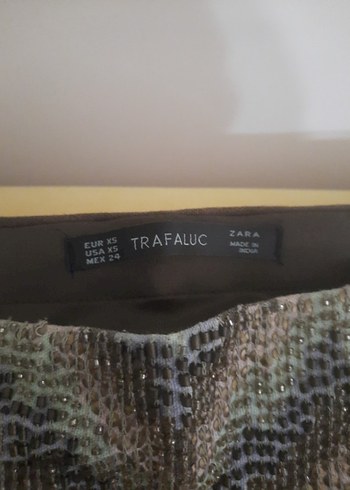 EUR XS
USA XS
MEX 24
TRAFALUC
ZARA
MADE IN
INDIA